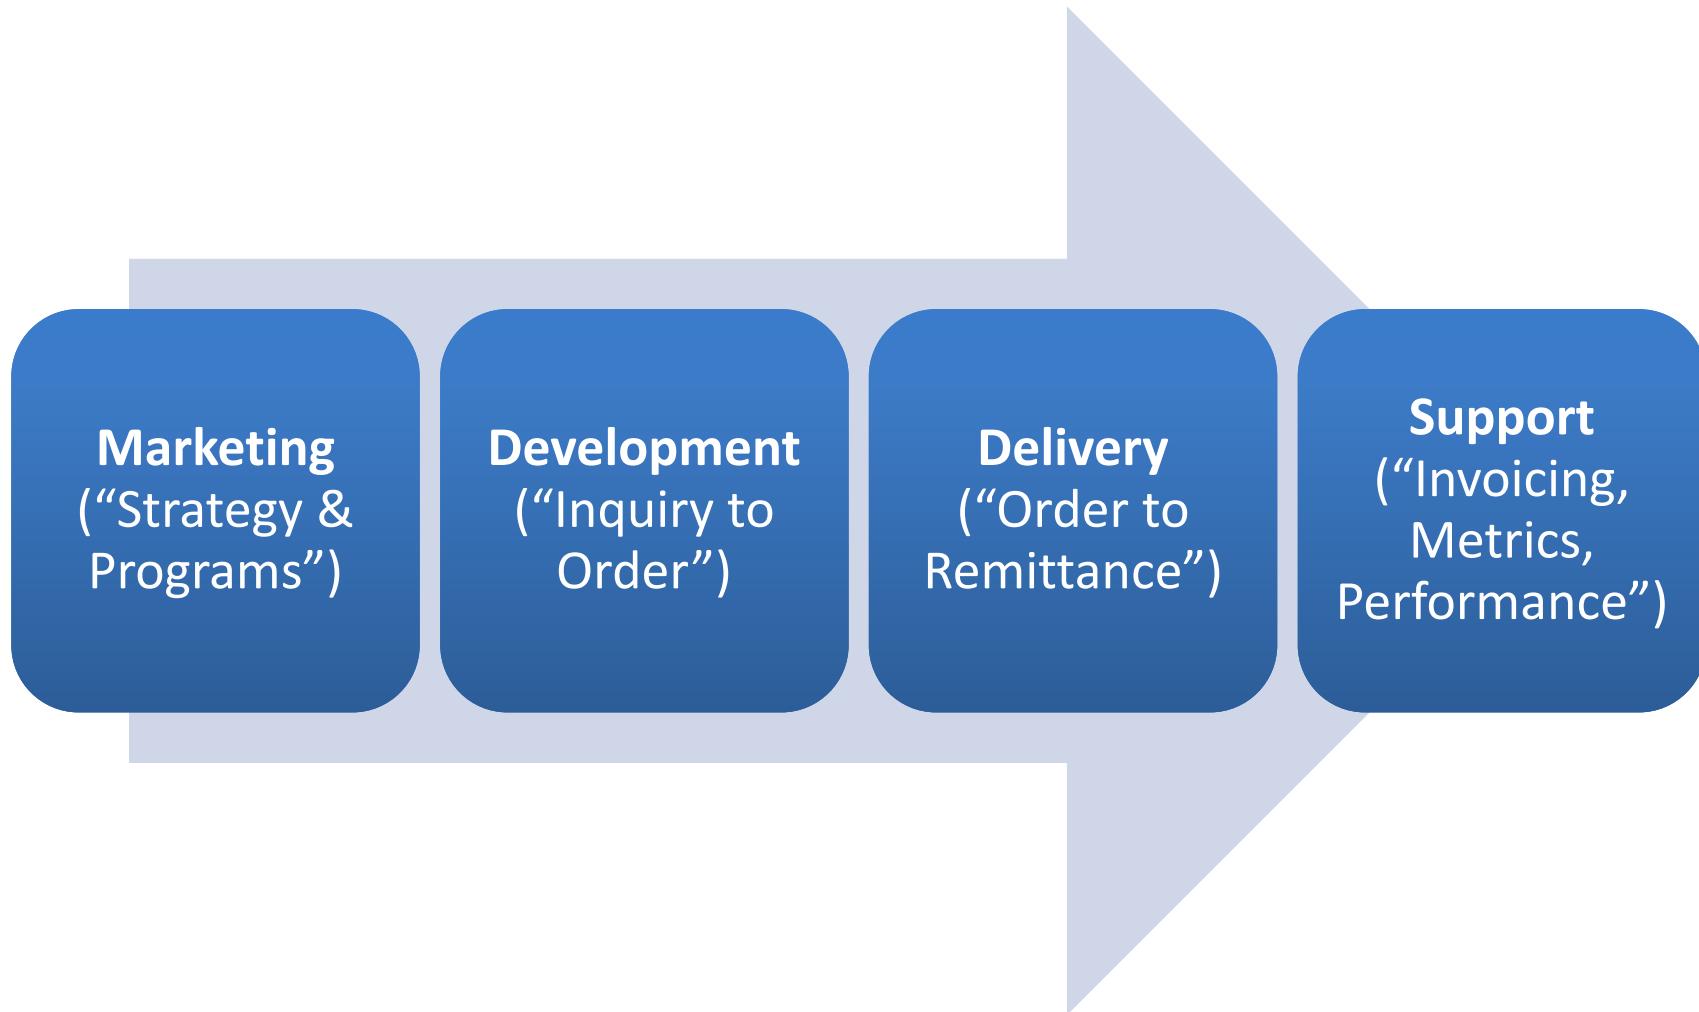 Marketing
(“Strategy &
Programs”)
Development
(“Inquiry to
Order”)
Delivery
(“Order to
Remittance”)
Support
(“Invoicing,
Metrics,
Performance”)